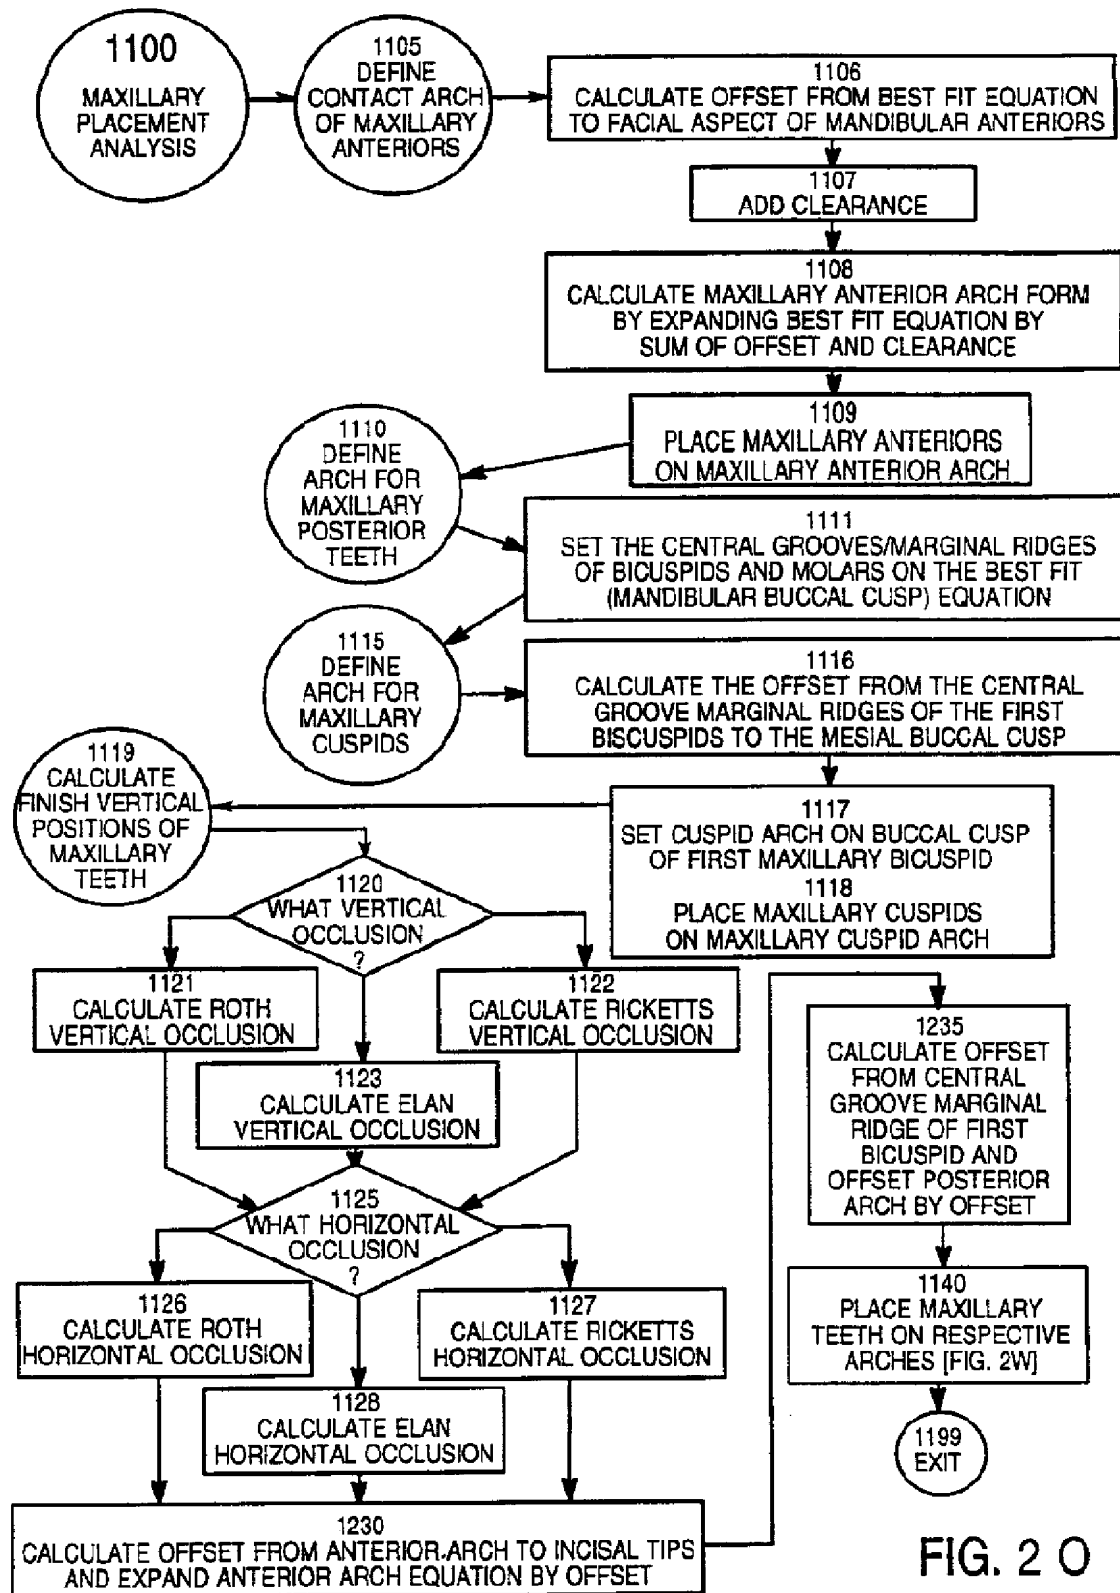 1100
MAXILLARY
PLACEMENT
ANALYSIS
1105
DEFINE
CONTACT ARCH
OF MAXILLARY
ANTERIORS
1106
CALCULATE OFFSET FROM BEST FIT EQUATION
TO FACIAL ASPECT OF MANDIBULAR ANTERIORS
1107
ADD CLEARANCE
1108
CALCULATE MAXILLARY ANTERIOR ARCH FORM
BY EXPANDING BEST FIT EQUATION BY
SUM OF OFFSET AND CLEARANCE
1109
PLACE MAXILLARY ANTERIORS
ON MAXILLARY ANTERIOR ARCH
1110
DEFINE
ARCH FOR
MAXILLARY
POSTERIOR
TEETH
1111
SET THE CENTRAL GROOVES/MARGINAL RIDGES
OF BICUSPIDS AND MOLARS ON THE BEST FIT
(MANDIBULAR BUCCAL CUSP) EQUATION
1115
DEFINE
ARCH FOR
MAXILLARY
CUSPIDS
1116
CALCULATE THE OFFSET FROM THE CENTRAL
GROOVE MARGINAL RIDGES OF THE FIRST
BISCUSPIDS TO THE MESIAL BUCCAL CUSP
1117
SET CUSPID ARCH ON BUCCAL CUSP
OF FIRST MAXILLARY BICUSPID
1118
PLACE MAXILLARY CUSPIDS
ON MAXILLARY CUSPID ARCH
1119
CALCULATE
FINISH VERTICAL
POSITIONS OF
MAXILLARY
TEETH
1120
WHAT VERTICAL
OCCLUSION
?
1121
CALCULATE ROTH
VERTICAL OCCLUSION
1122
CALCULATE RICKETTS
VERTICAL OCCLUSION
1123
CALCULATE ELAN
VERTICAL OCCLUSION
1125
WHAT HORIZONTAL
OCCLUSION
?
1126
CALCULATE ROTH
HORIZONTAL OCCLUSION
1127
CALCULATE RICKETTS
HORIZONTAL OCCLUSION
1128
CALCULATE ELAN
HORIZONTAL OCCLUSION
1230
CALCULATE OFFSET FROM ANTERIOR ARCH TO INCISAL TIPS
AND EXPAND ANTERIOR ARCH EQUATION BY OFFSET
1235
CALCULATE OFFSET
FROM CENTRAL
GROOVE MARGINAL
RIDGE OF FIRST
BICUSPID AND
OFFSET POSTERIOR
ARCH BY OFFSET
1140
PLACE MAXILLARY
TEETH ON RESPECTIVE
ARCHES [FIG. 2W]
1199
EXIT
FIG. 2 O